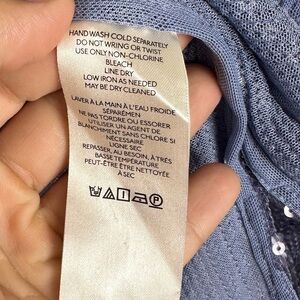 HAND WASH COLD SEPARATELY
DO NOT WRING OR TWIST
USE ONLY NON-CHLORINE
BLEACH
LINE DRY
LOW IRON AS NEEDED
MAY BE DRY CLEANED
LAVER À LA MAIN À L'EAU FROIDE
SÉPARÉMEN
NE PAS TORDRE OU ESSORER
UTILISER UN AGENT DE
BLANCHIMENT SANS CHLORE SI
NÉCESSAIRE
LIGNE SEC
REPASSER, AU BESOIN, À TRÈS
BASSE TEMPÉRATURE
PEUT-ÊTRE ÊTRE NETTOYÉE
À SEC